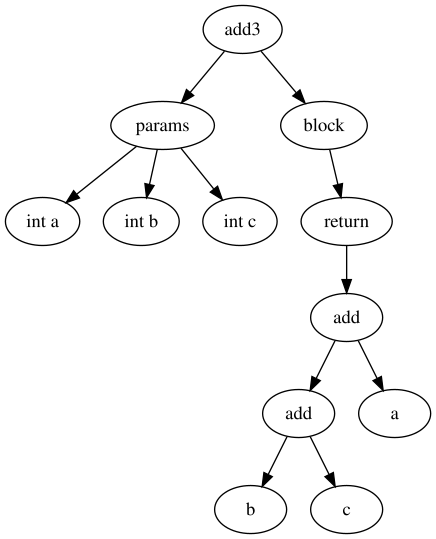 add3
params
block
int a
int b
int c
return
add
add
a
b
c